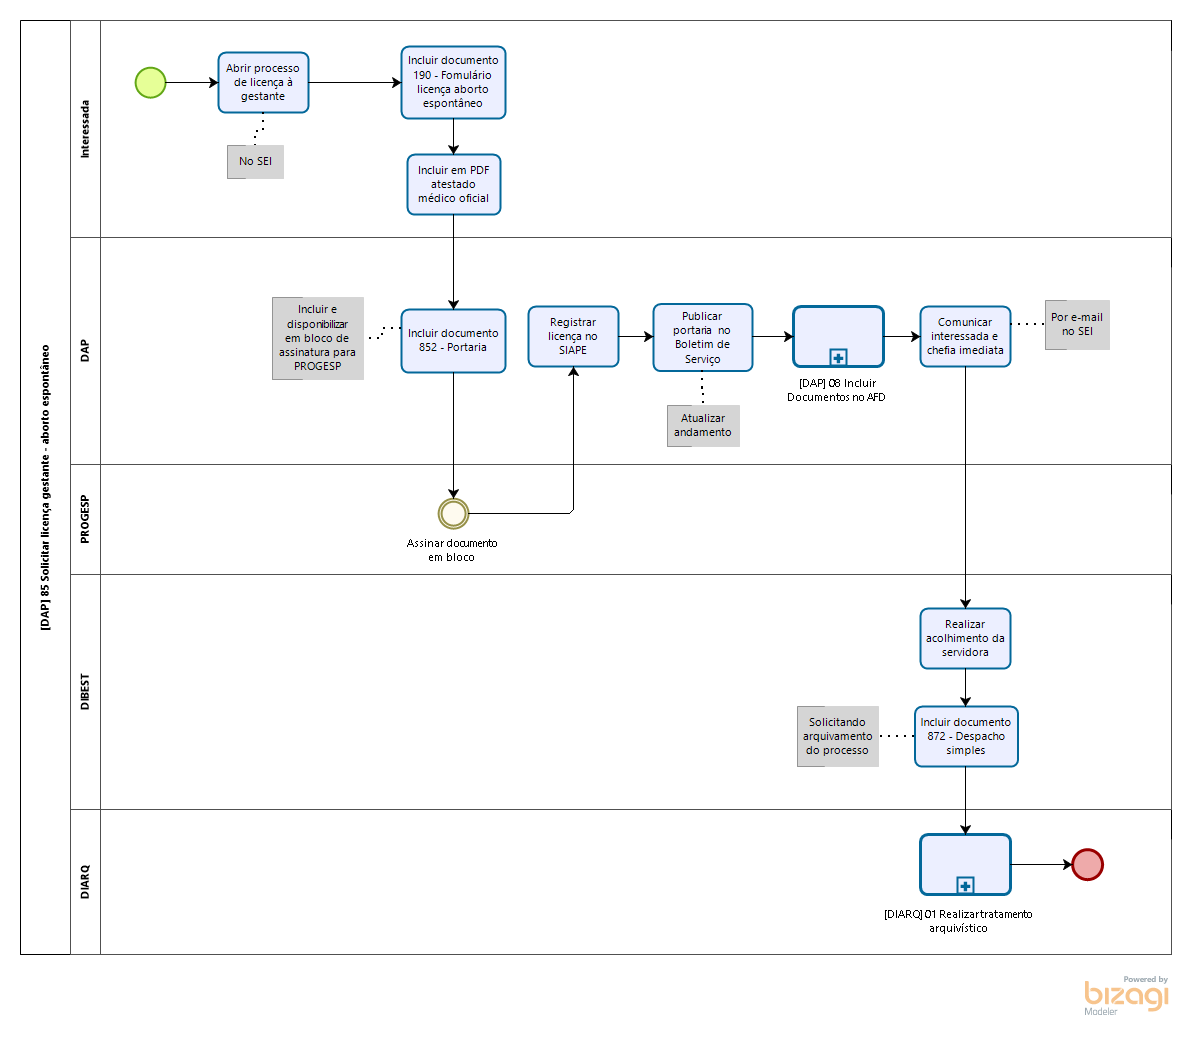 [DAP] 85 Solicitar licença gestante - aborto espontâneo
Interessada
Abrir processo
de licença à
gestante
No SEI
Incluir documento
190 - Fomulário
licença aborto
espontâneo
Incluir em PDF
atestado
médico oficial
DAP
Incluir e
disponibilizar
em bloco de
assinatura para
PROGESP
Incluir documento
852 - Portaria
Registrar
licença no
SIAPE
Publicar
portaria no
Boletim de
Serviço
Atualizar
andamento
[DAP] 08 Incluir
Documentos no AFD
Comunicar
interessada e
chefia imediata
Por e-mail
no SEI
PROGESP
Assinar documento
em bloco
DIBEST
Realizar
acolhimento da
servidora
Solicitando
arquivamento
do processo
Incluir documento
872 - Despacho
simples
DIARQ
[DIARQ] 01 Realizar tratamento
arquivístico
Powered by
bizagi
Modeler